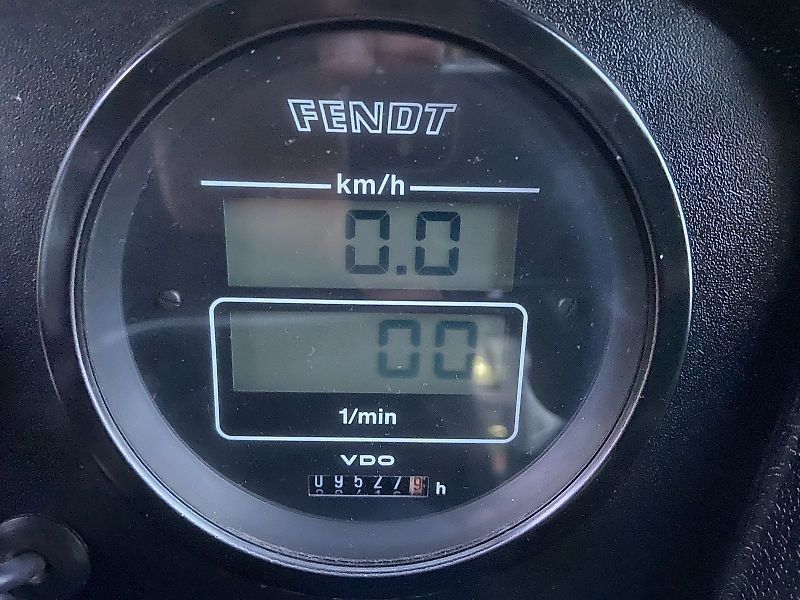 FENDT
km/h
0.0
00
1/min
VDO
095279 h